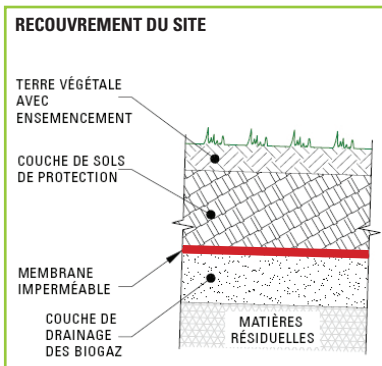 RECOUVREMENT DU SITE
TERRE VÉGÉTALE
AVEC
ENSEMENCEMENT
COUCHE DE SOLS
DE PROTECTION
MEMBRANE
IMPERMÉABLE
COUCHE DE
DRAINAGE
DES BIOGAZ
MATIÈRES
RÉSIDUELLES